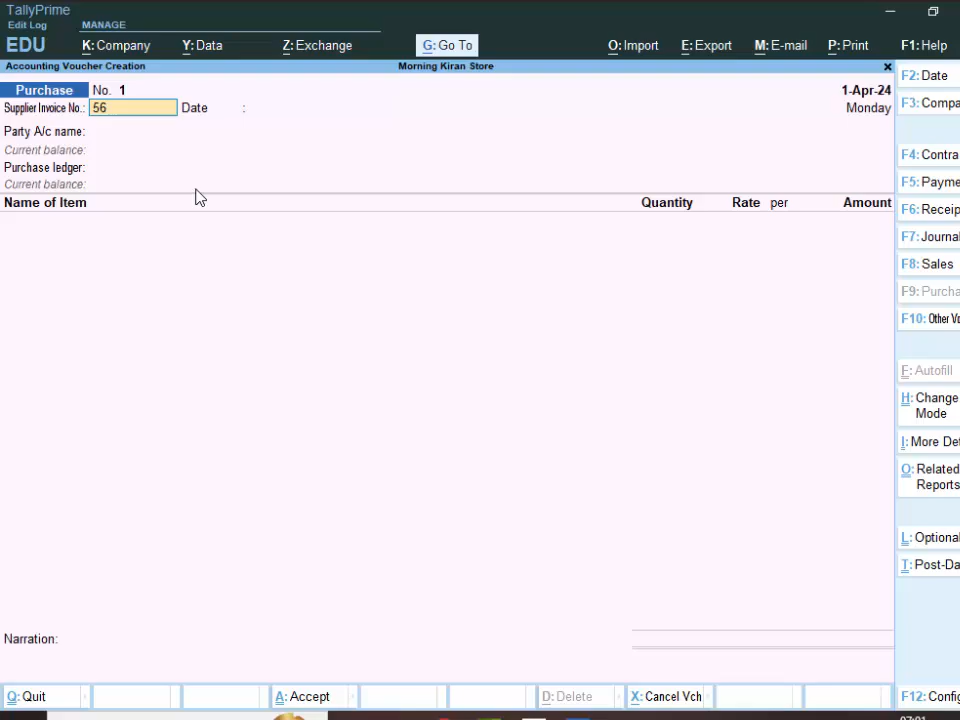 TallyPrime
Edit Log
MANAGE
EDU K: Company Y: Data Z: Exchange G: Go To O: Import E: Export M: E-mail P: Print F1: Help
Accounting Voucher Creation Morning Kiran Store x
Purchase No. 1 1-Apr-24
Supplier Invoice No.: 56 Date : Monday
Party A/c name:
Current balance:
Purchase ledger:
Current balance:
Name of Item Quantity Rate per Amount
Narration:
Q: Quit A: Accept D: Delete X: Cancel Vch
F2: Date
F3: Compa
F4: Contra
F5: Payme
F6: Receip
F7: Journa
F8: Sales
F9: Purcha
F10: Other Vo
F: Autofill
H: Change
Mode
I: More Det
O: Related
Reports
L: Optional
T: Post-Da
F12: Config